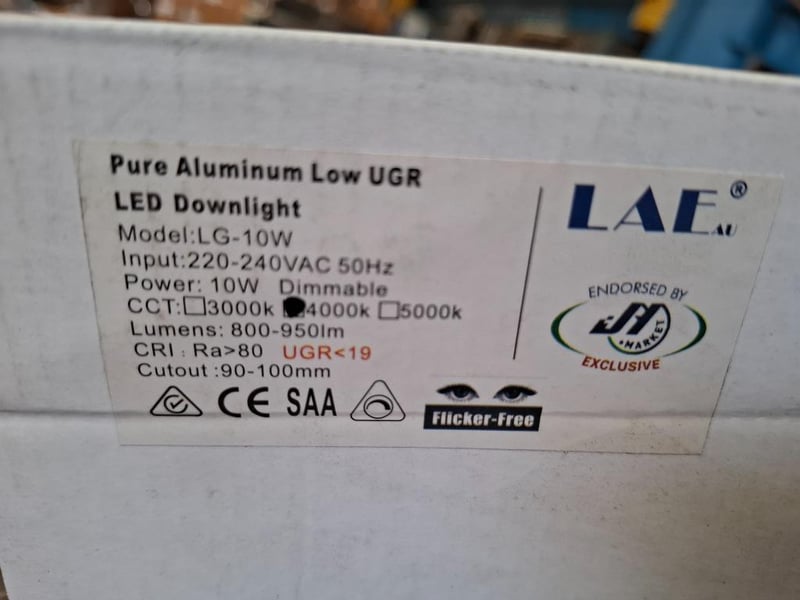 Pure Aluminum Low UGR
LED Downlight
Model:LG-10W
Input:220-240VAC 50Hz
Power: 10W Dimmable
CCT:☐3000k ■4000k ☐5000k
Lumens: 800-950lm
CRI : Ra>80 UGR<19
Cutout :90-100mm
CE SAA
Flicker-Free
LAE® AU
ENDORSED BY
MARKET
EXCLUSIVE